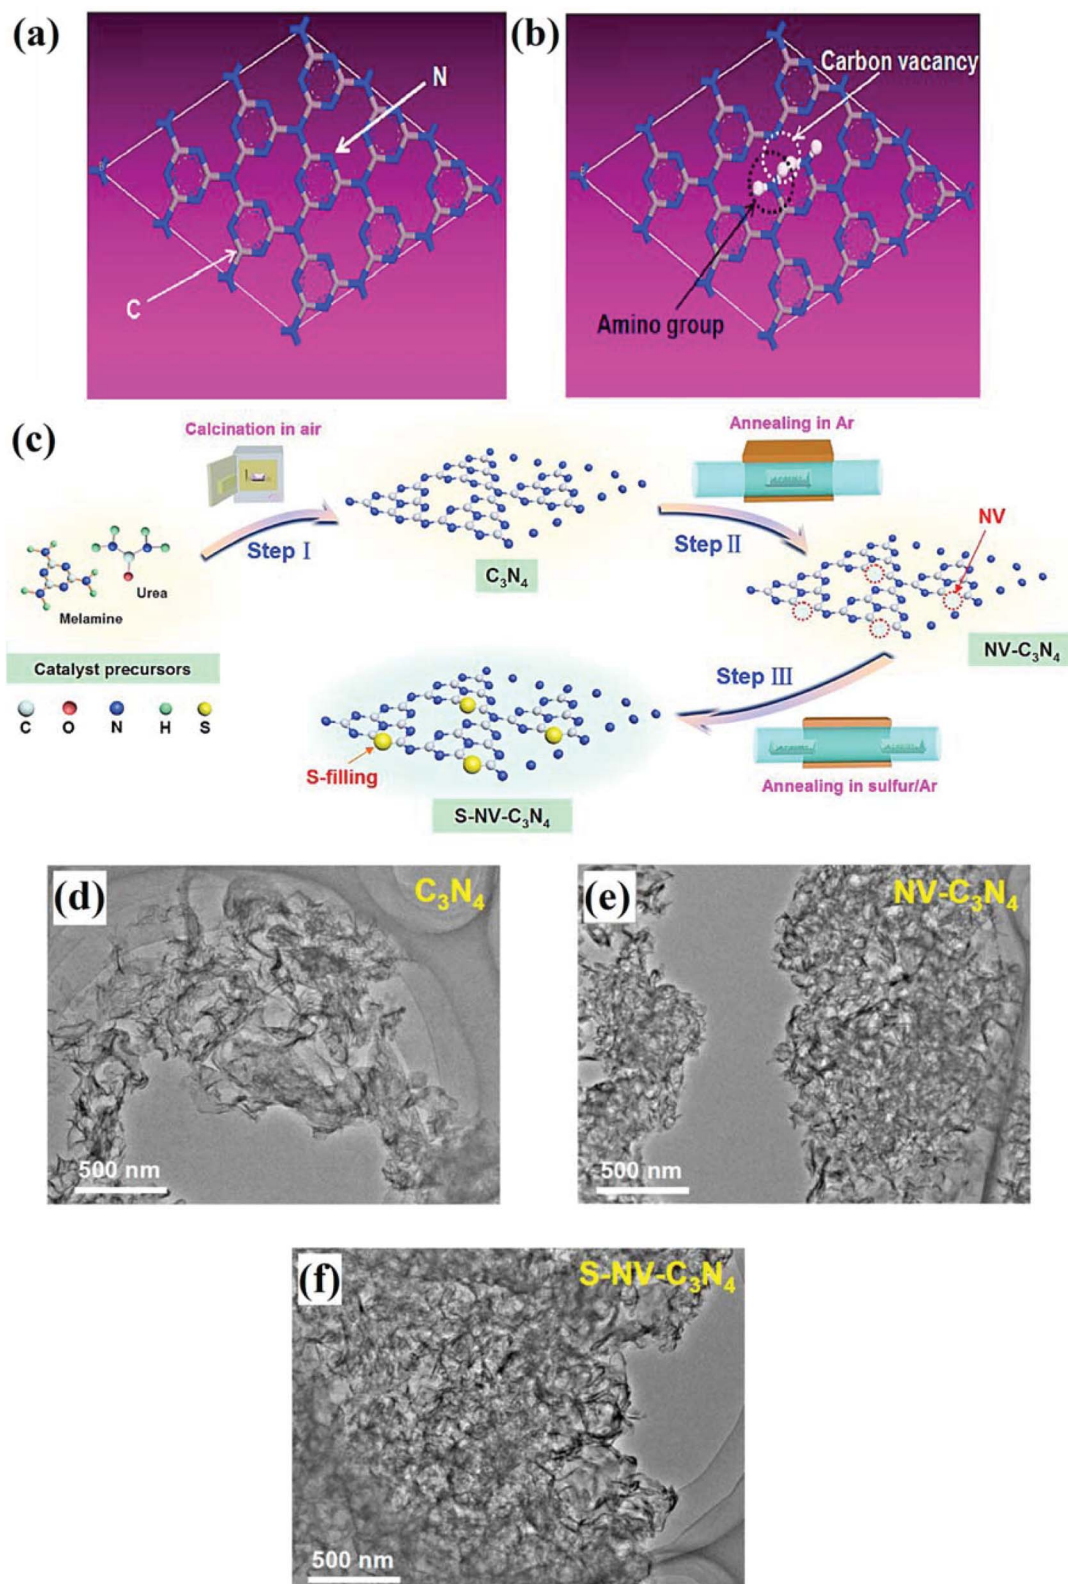 (a)
N
C
(b)
Carbon vacancy
Amino group
(c)
Calcination in air
Annealing in Ar
Step I
Step II
NV
C₃N₄
Urea
Melamine
NV-C₃N₄
Catalyst precursors
Step III
C O N H S
S-filling
S-NV-C₃N₄
Annealing in sulfur/Ar
(d)
C₃N₄
500 nm
(e)
NV-C₃N₄
500 nm
(f)
S-NV-C₃N₄
500 nm